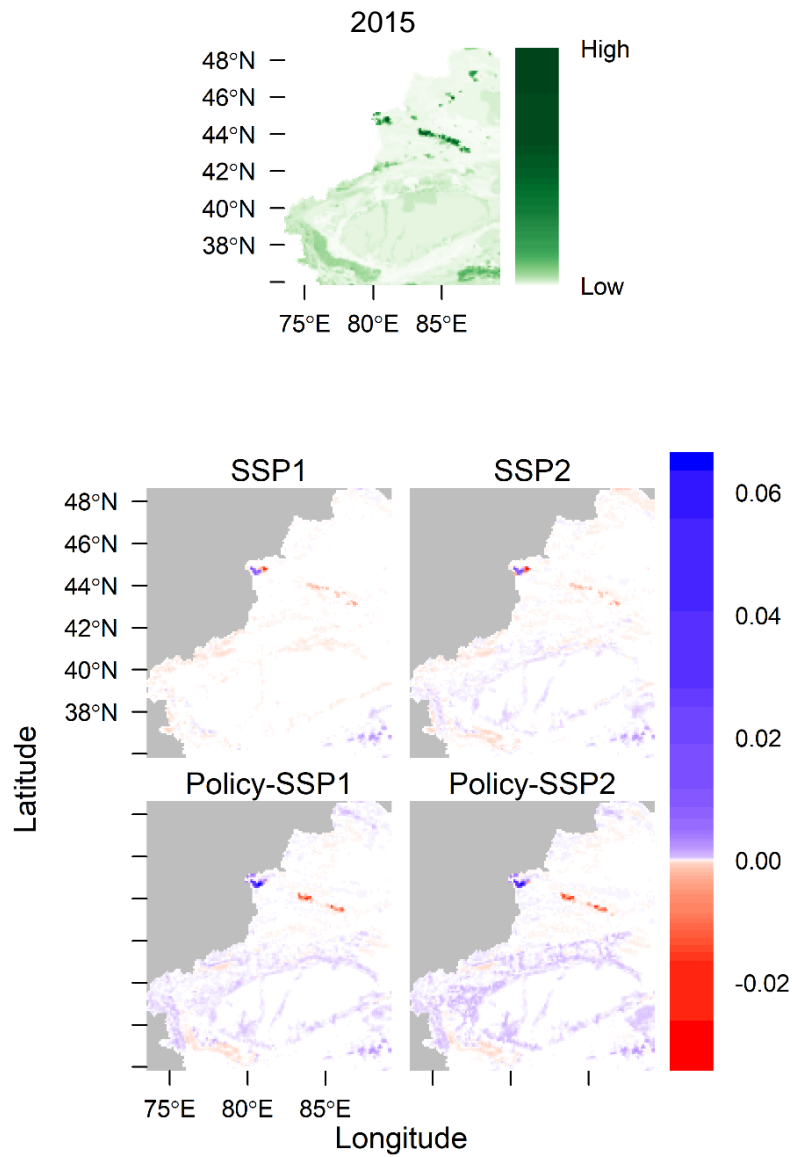 2015
48°N
46°N
44°N
42°N
40°N
38°N
75°E 80°E 85°E
High
Low
SSP1
SSP2
48°N
46°N
44°N
42°N
40°N
38°N
Policy-SSP1
Policy-SSP2
75°E 80°E 85°E
Latitude
Longitude
0.06
0.04
0.02
0.00
-0.02